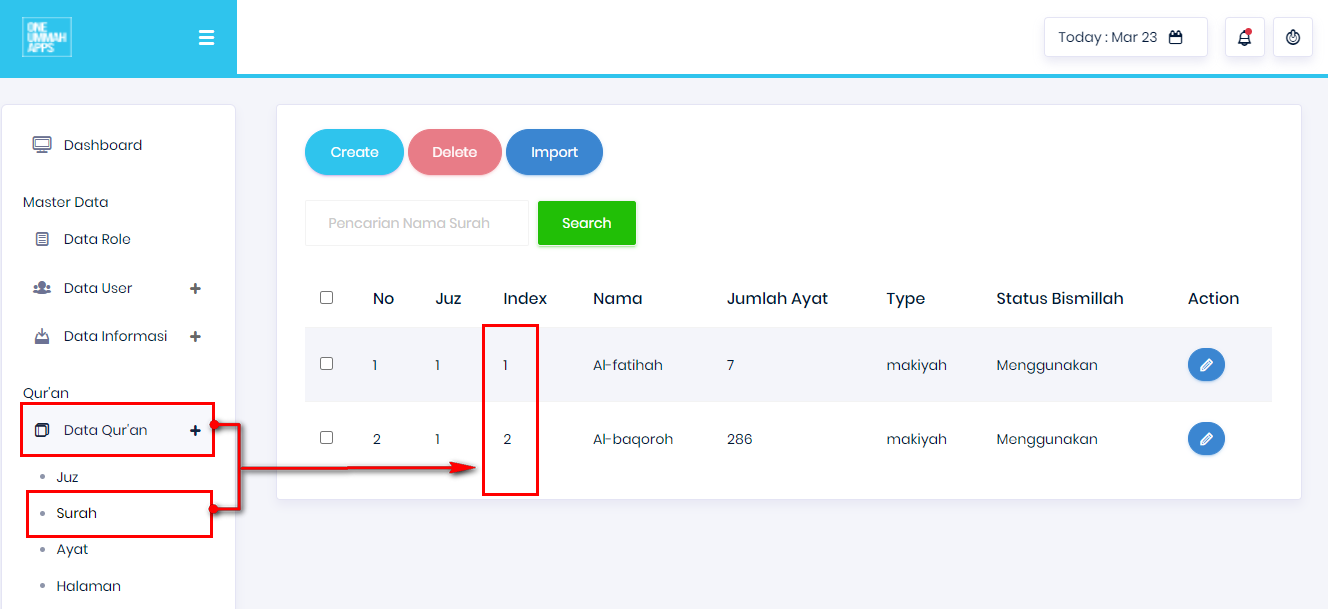 ONE
UMMAH
APPS
Today : Mar 23
Dashboard
Master Data
Data Role
Data User
Data Informasi
Qur'an
Data Qur'an
Juz
Surah
Ayat
Halaman
Create Delete Import
Pencarian Nama Surah Search
No Juz Index Nama Jumlah Ayat Type Status Bismillah Action
1 1 1 Al-fatihah 7 makiyah Menggunakan
2 1 2 Al-baqoroh 286 makiyah Menggunakan